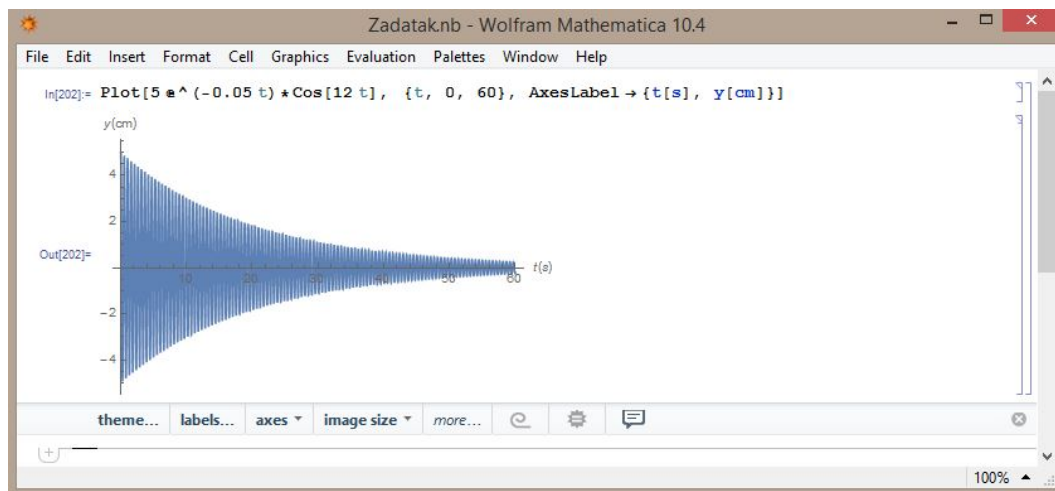 Zadatak.nb - Wolfram Mathematica 10.4
File Edit Insert Format Cell Graphics Evaluation Palettes Window Help
In[202]:= Plot[5 ⅇ^(-0.05 t) * Cos[12 t], {t, 0, 60}, AxesLabel → {t[s], y[cm]}]
y(cm)
4
2
Out[202]=
10 20 30 40 50 60 t(s)
-2
-4
theme... labels... axes image size more...
100%